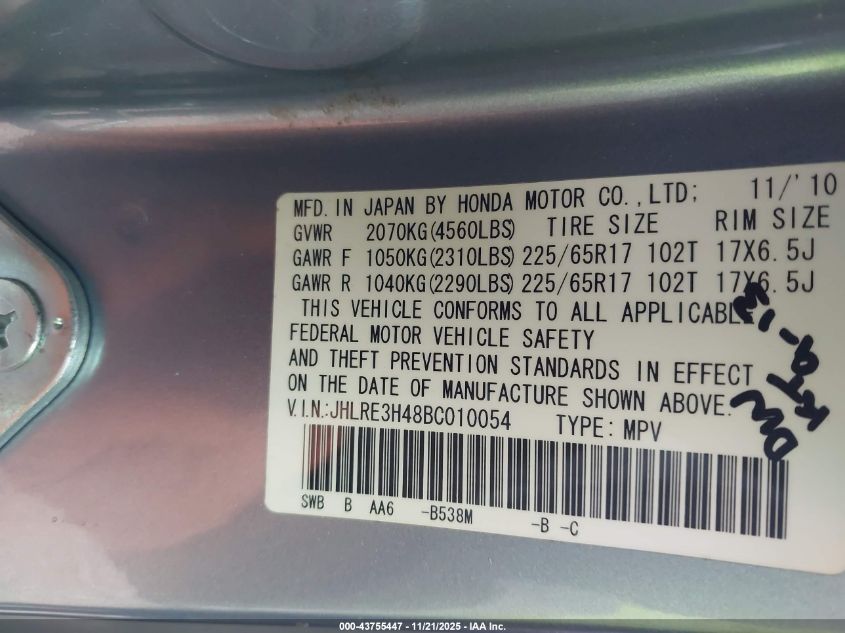 MFD. IN JAPAN BY HONDA MOTOR CO.,LTD; 11/'10
GVWR 2070KG(4560LBS) TIRE SIZE RIM SIZE
GAWR F 1050KG(2310LBS) 225/65R17 102T 17X6.5J
GAWR R 1040KG(2290LBS) 225/65R17 102T 17X6.5J
THIS VEHICLE CONFORMS TO ALL APPLICABLE
FEDERAL MOTOR VEHICLE SAFETY
AND THEFT PREVENTION STANDARDS IN EFFECT
ON THE DATE OF MANUFACTURE SHOWN ABOVE.
V.I.N.:JHLRE3H48BC010054 TYPE: MPV
SWB B AA6 -B538M -B -C
000-43755447 - 11/21/2025 - IAA Inc.